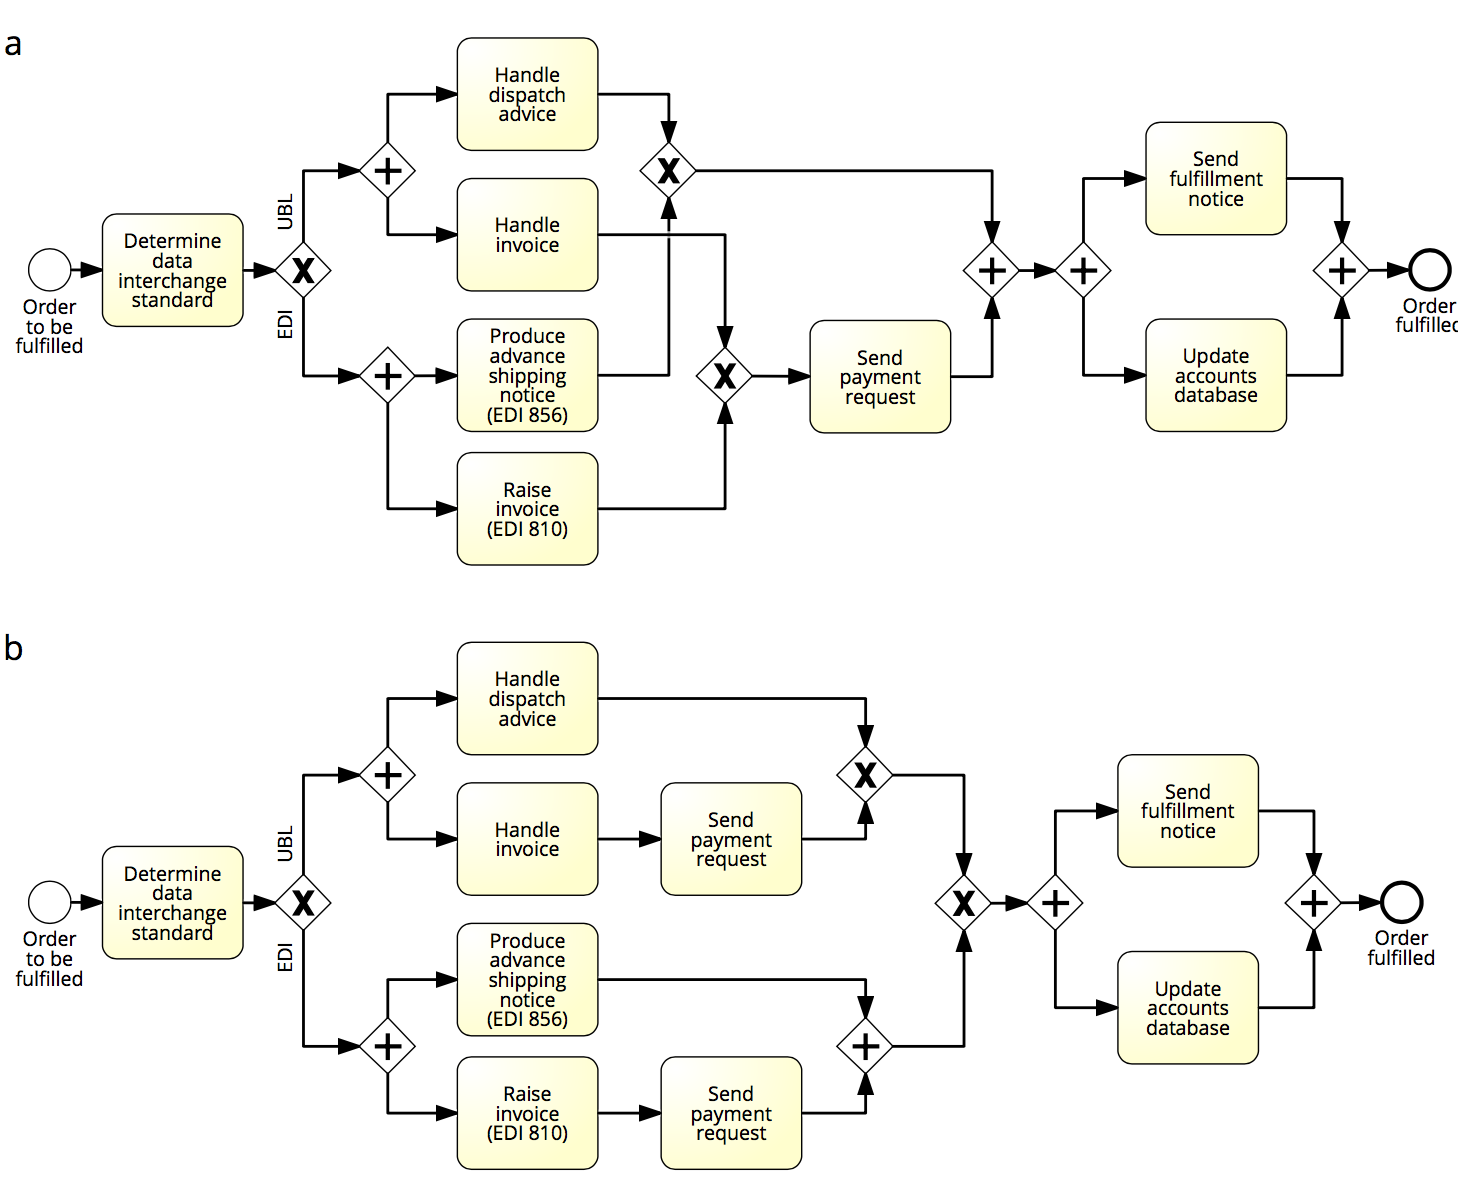 a
Order
to be
fulfilled
Determine
data
interchange
standard
UBL
EDI
Handle
dispatch
advice
Handle
invoice
Produce
advance
shipping
notice
(EDI 856)
Raise
invoice
(EDI 810)
Send
payment
request
Send
fulfillment
notice
Update
accounts
database
Order
fulfilled
b
Order
to be
fulfilled
Determine
data
interchange
standard
UBL
EDI
Handle
dispatch
advice
Handle
invoice
Send
payment
request
Produce
advance
shipping
notice
(EDI 856)
Raise
invoice
(EDI 810)
Send
payment
request
Send
fulfillment
notice
Update
accounts
database
Order
fulfilled